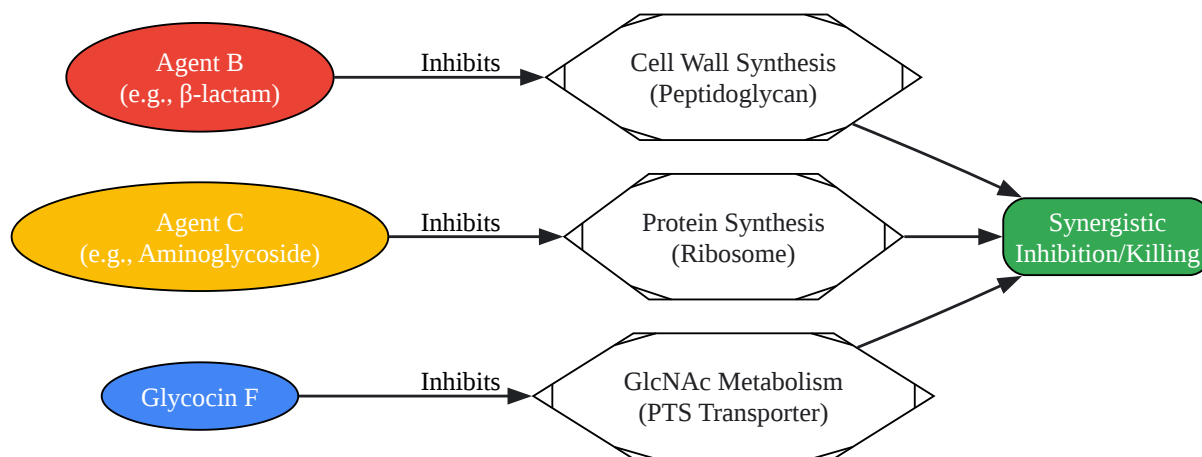 Agent B
(e.g., β-lactam)
Inhibits
Cell Wall Synthesis
(Peptidoglycan)
Agent C
(e.g., Aminoglycoside)
Inhibits
Protein Synthesis
(Ribosome)
Synergistic
Inhibition/Killing
Glycocin F
Inhibits
GlcNAc Metabolism
(PTS Transporter)